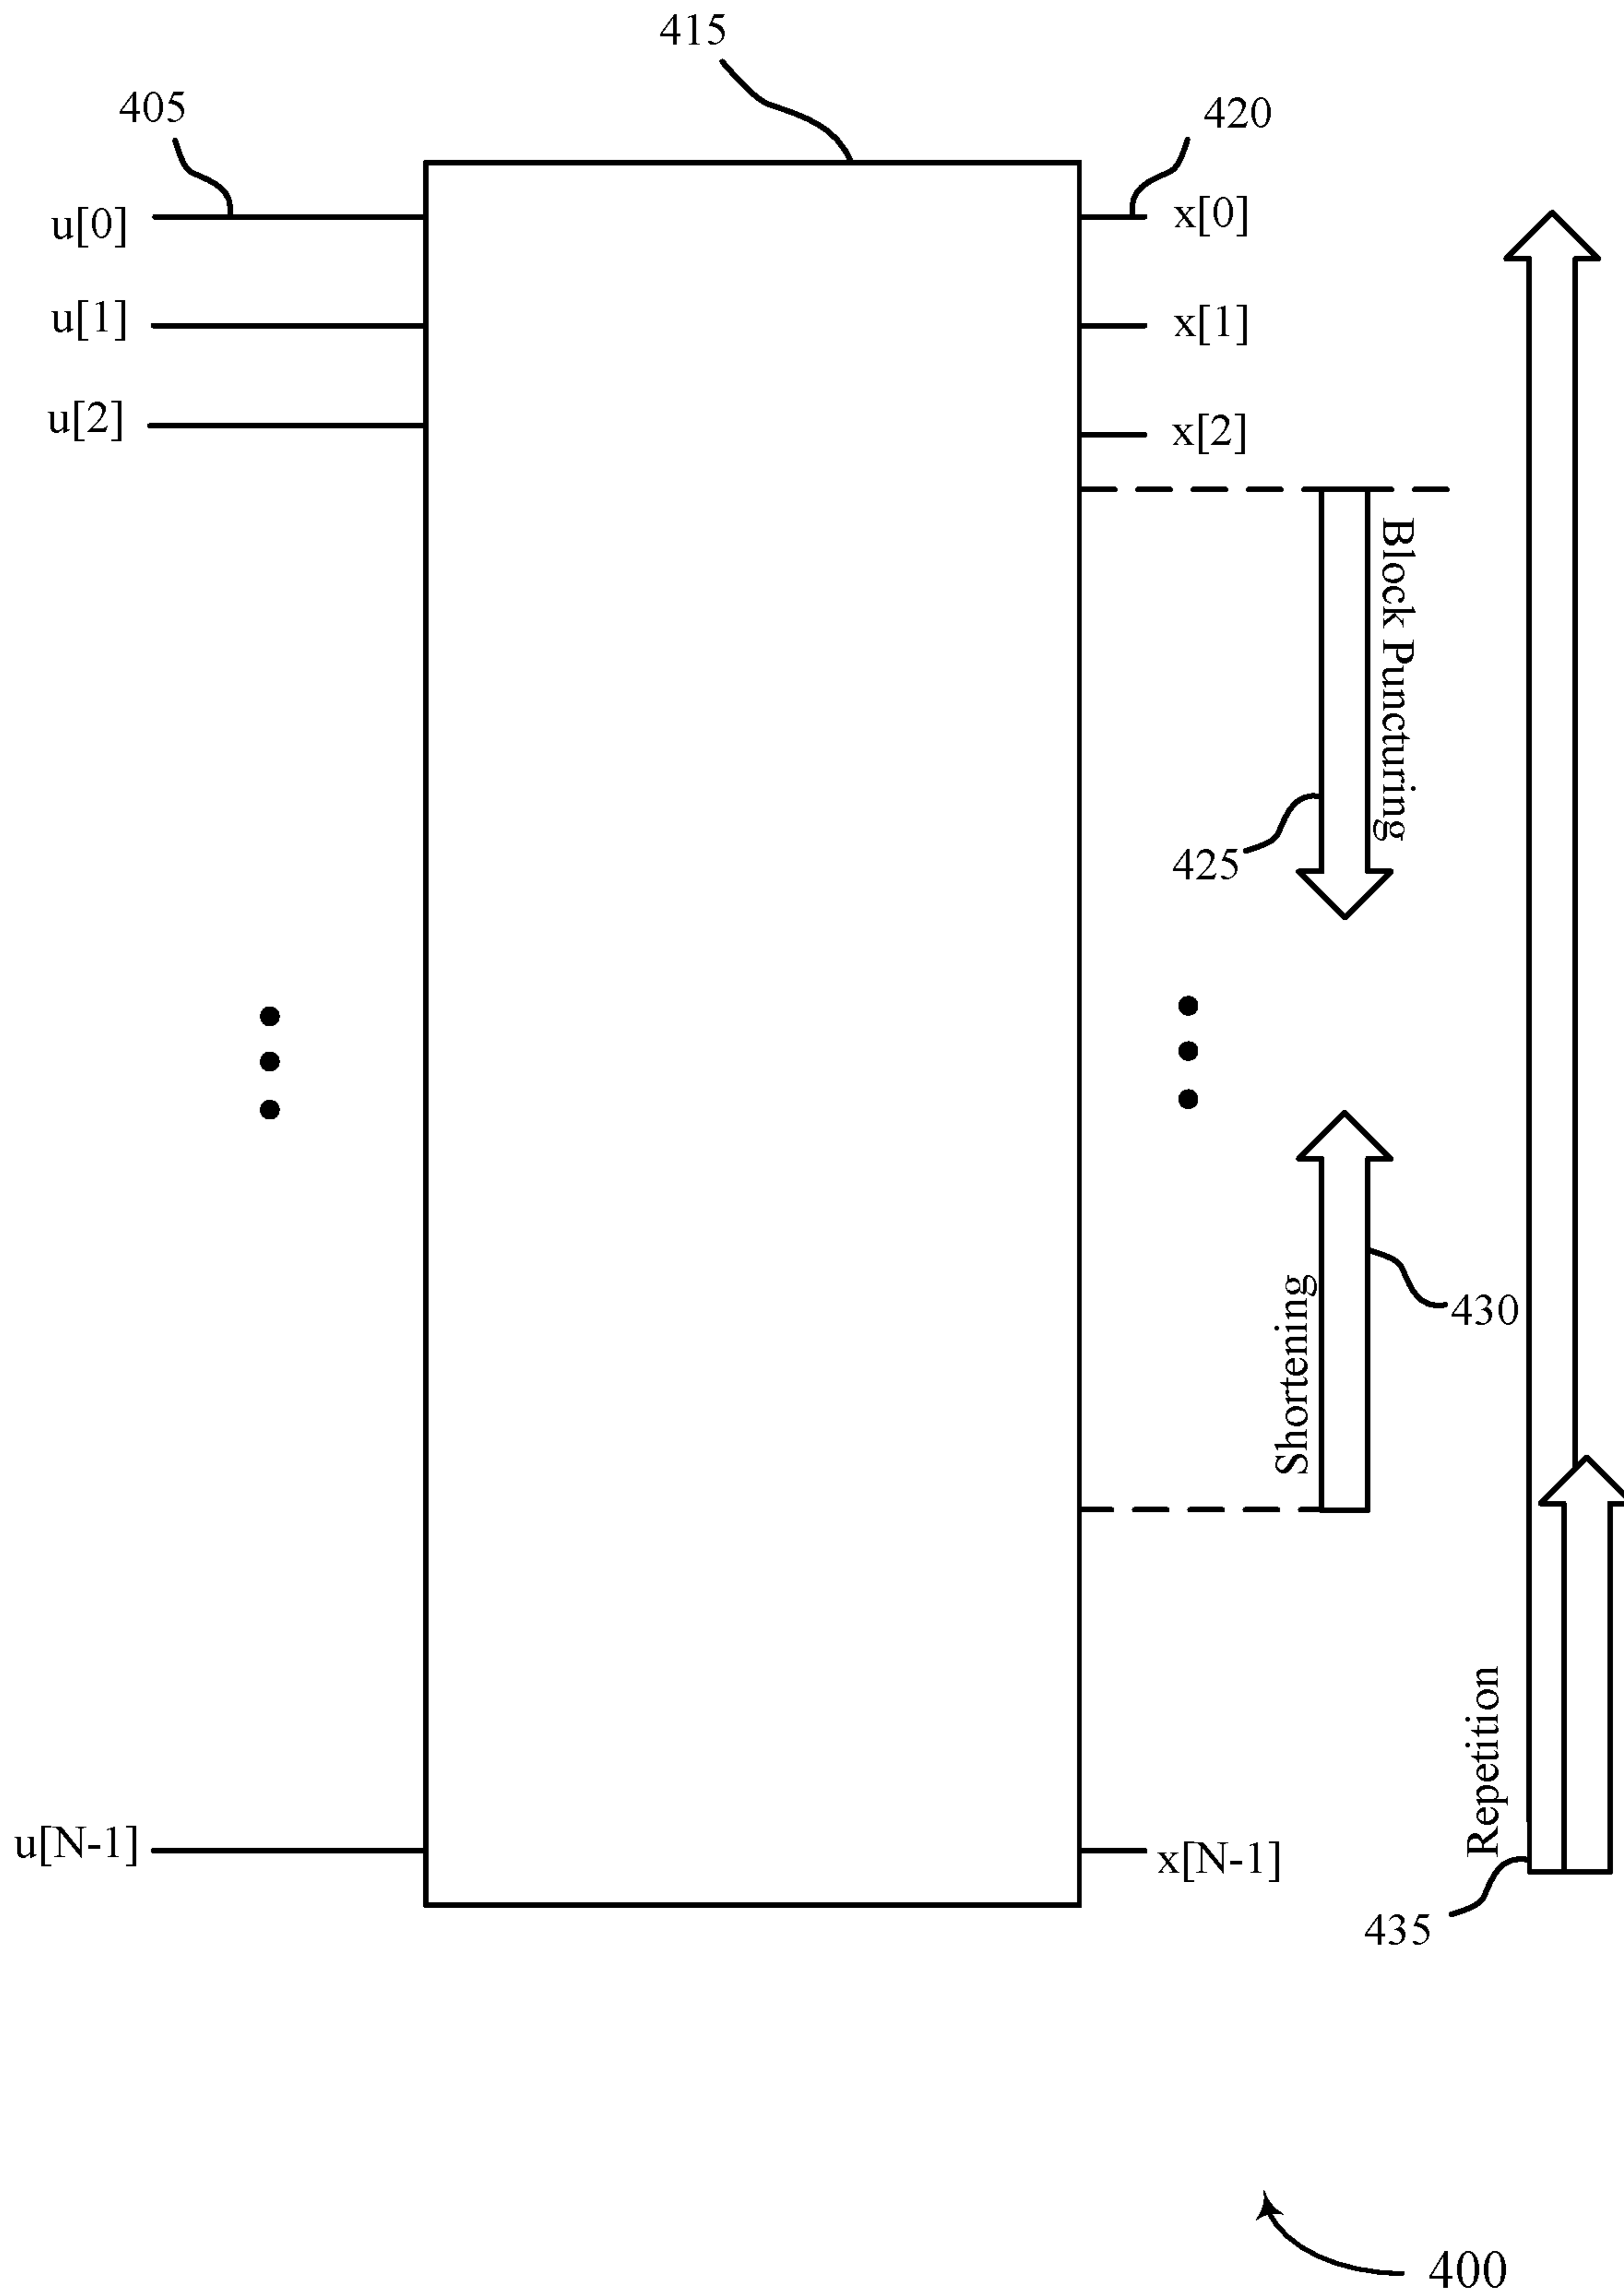 415
405
420
u[0]
x[0]
u[1]
x[1]
u[2]
x[2]
Block Puncturing
425
Shortening
430
Repetition
u[N-1]
x[N-1]
435
400